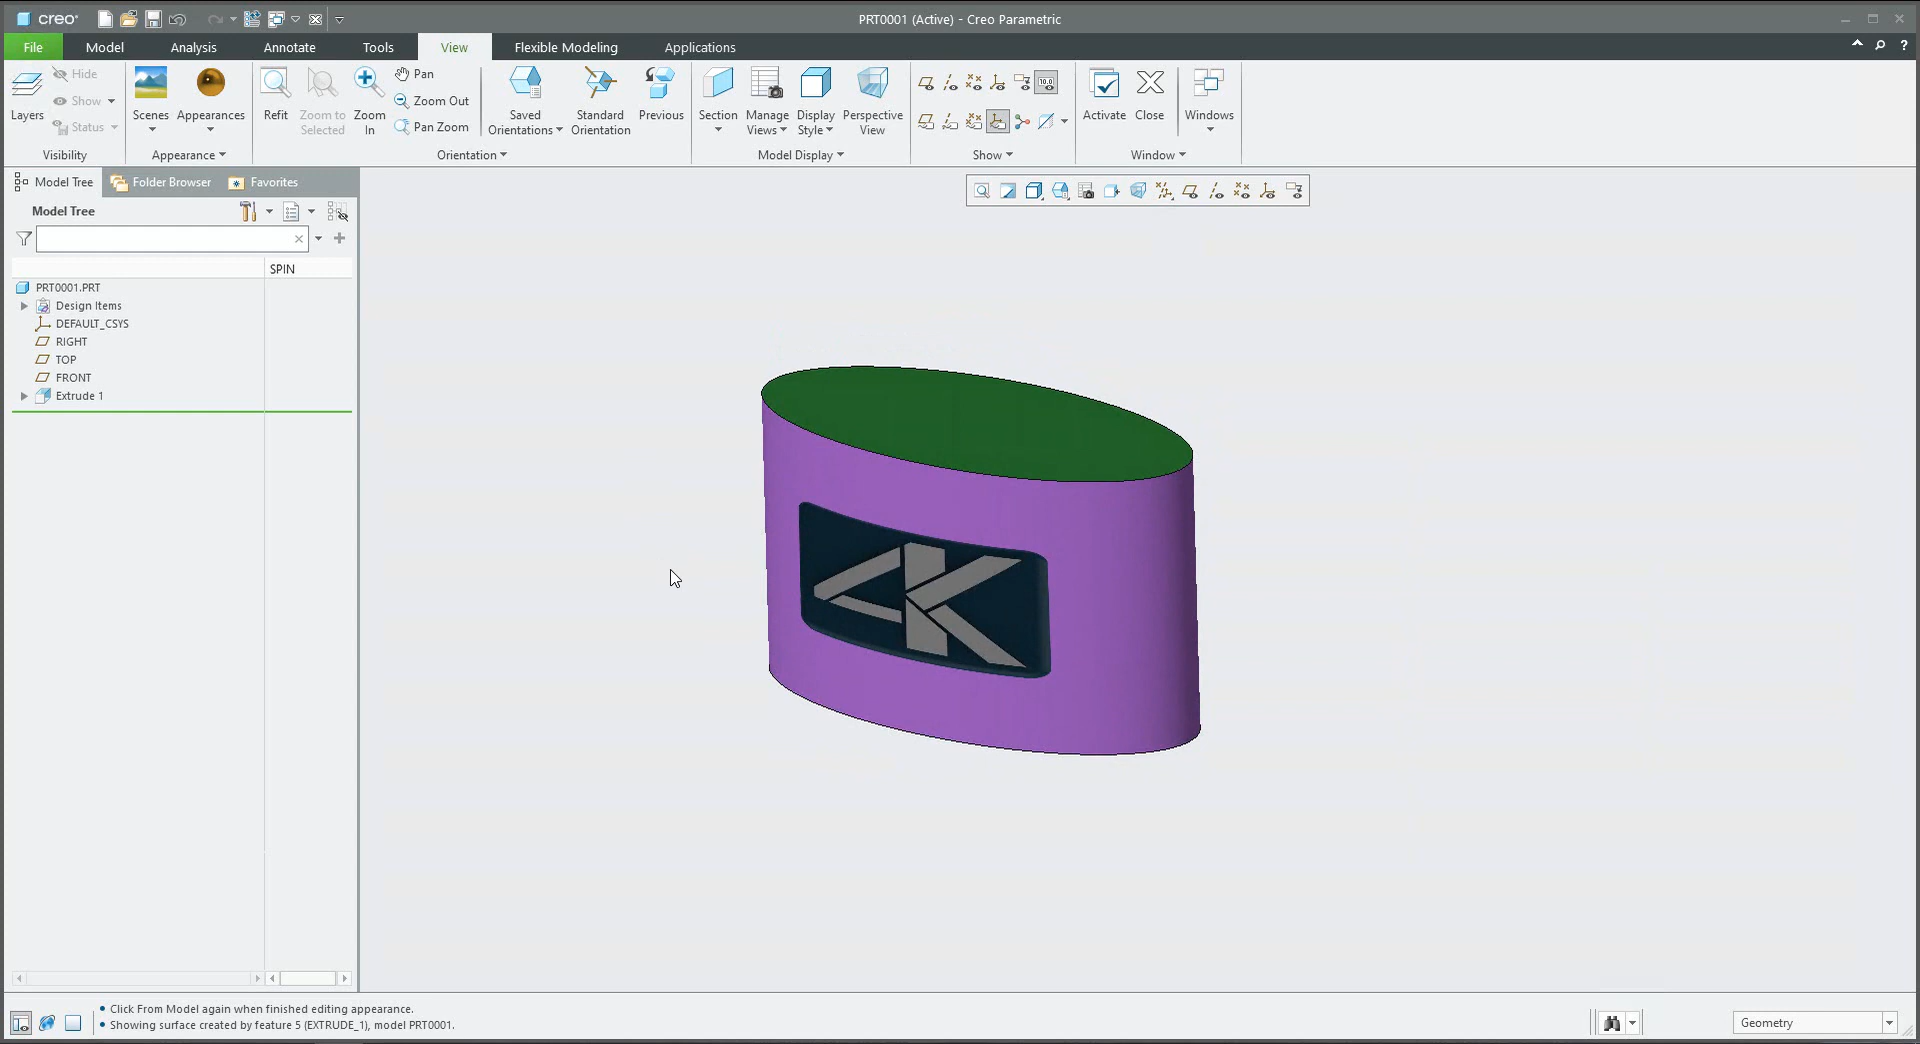 creo°
PRT0001 (Active) - Creo Parametric
File Model Analysis Annotate Tools View Flexible Modeling Applications
Layers
Hide
Show
Status
Visibility
Scenes
Appearances
Appearance
Refit
Zoom to Selected
Zoom In
Pan
Zoom Out
Pan Zoom
Saved Orientations
Standard Orientation
Previous
Orientation
Section
Manage Views
Display Style
Perspective View
Model Display
10.0
Show
Activate
Close
Windows
Window
Model Tree Folder Browser Favorites
Model Tree
SPIN
PRT0001.PRT
Design Items
DEFAULT_CSYS
RIGHT
TOP
FRONT
Extrude 1
Click From Model again when finished editing appearance.
Showing surface created by feature 5 (EXTRUDE_1), model PRT0001.
Geometry